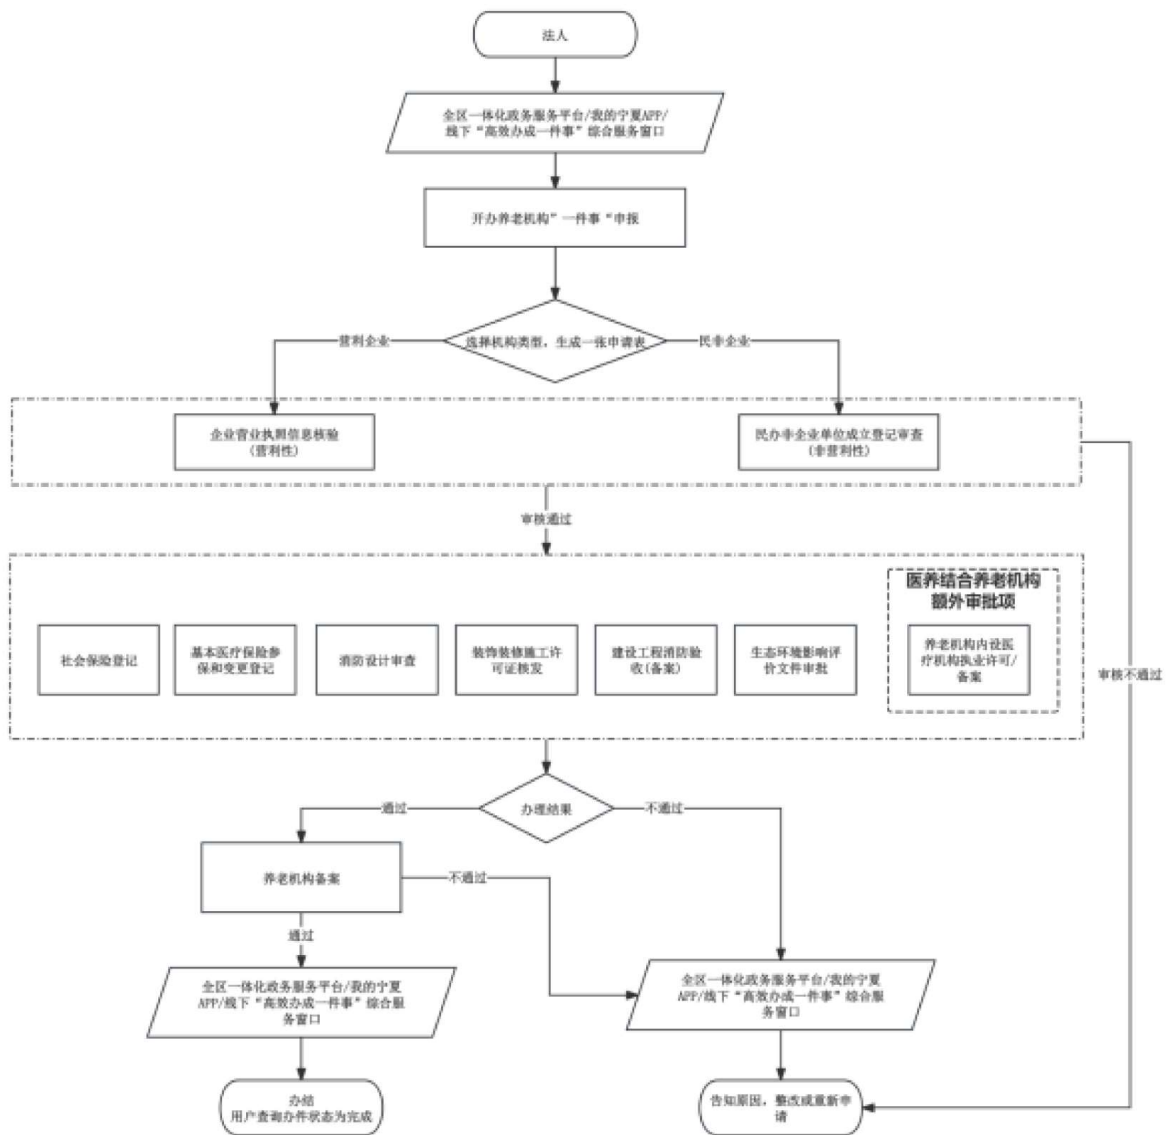 法人
全区一体化政务服务平台/我的宁夏APP/
线下“高效办成一件事”综合服务窗口
开办养老机构”一件事“申报
营利企业
选择机构类型，生成一张申请表
民非企业
企业营业执照信息核验
(营利性)
民办非企业单位成立登记审查
(非营利性)
审核通过
医养结合养老机构
额外审批项
社会保险登记
基本医疗保险参
保和变更登记
消防设计审查
装饰装修施工许
可证核发
建设工程消防验
收(备案)
生态环境影响评
价文件审批
养老机构内设医
疗机构执业许可/
备案
审核不通过
通过
办理结果
不通过
养老机构备案
不通过
通过
全区一体化政务服务平台/我的宁夏
APP/线下“高效办成一件事”综合服
务窗口
全区一体化政务服务平台/我的宁夏
APP/线下“高效办成一件事”综合服
务窗口
办结
用户查询办件状态为完成
告知原因，整改或重新申
请